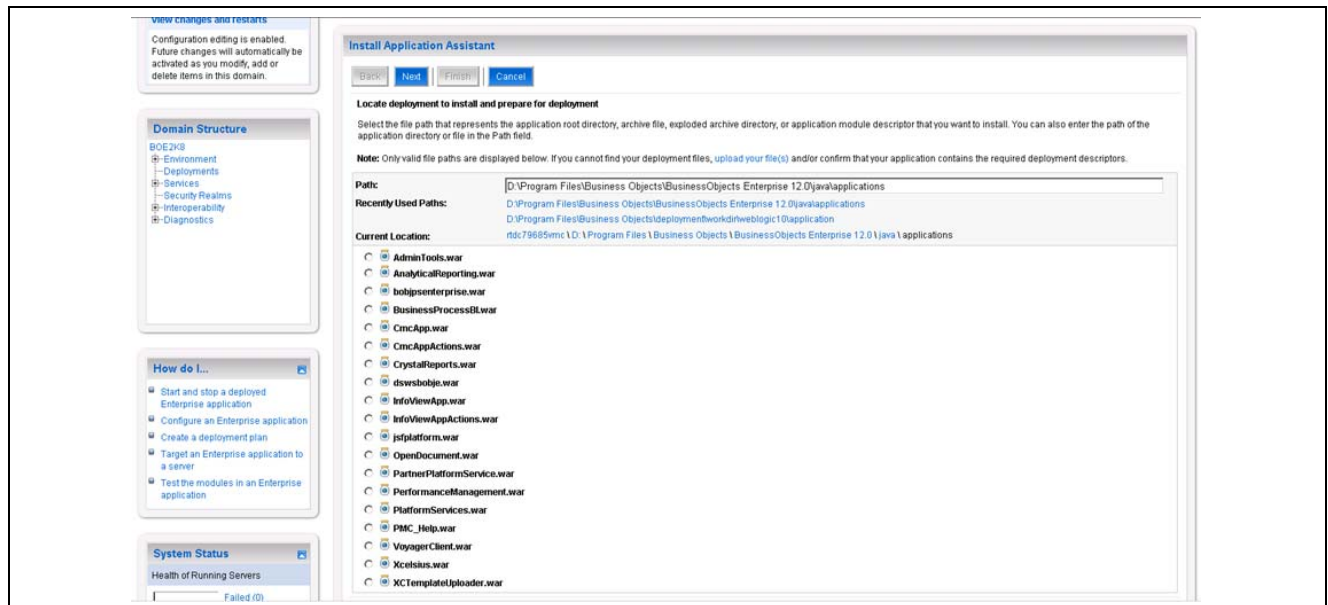 View changes and restarts
Configuration editing is enabled.
Future changes will automatically be
activated as you modify, add or
delete items in this domain.
Domain Structure
BOE2K8
Environment
Deployments
Services
Security Realms
Interoperability
Diagnostics
How do I...
Start and stop a deployed
Enterprise application
Configure an Enterprise application
Create a deployment plan
Target an Enterprise application to
a server
Test the modules in an Enterprise
application
System Status
Health of Running Servers
Failed (0)
Install Application Assistant
Back Next Finish Cancel
Locate deployment to install and prepare for deployment
Select the file path that represents the application root directory, archive file, exploded archive directory, or application module descriptor that you want to install. You can also enter the path of the
application directory or file in the Path field.
Note: Only valid file paths are displayed below. If you cannot find your deployment files, upload your file(s) and/or confirm that your application contains the required deployment descriptors.
Path: D:\Program Files\Business Objects\BusinessObjects Enterprise 12.0\java\applications
Recently Used Paths: D:\Program Files\Business Objects\BusinessObjects Enterprise 12.0\java\applications
D:\Program Files\Business Objects\deployment\workdir\weblogic10\application
Current Location: rtdc79685vmc \ D: \ Program Files \ Business Objects \ BusinessObjects Enterprise 12.0 \ java \ applications
AdminTools.war
AnalyticalReporting.war
bobjpsenterprise.war
BusinessProcessBI.war
CmcApp.war
CmcAppActions.war
CrystalReports.war
dswsbobje.war
InfoViewApp.war
InfoViewAppActions.war
jsfplatform.war
OpenDocument.war
PartnerPlatformService.war
PerformanceManagement.war
PlatformServices.war
PMC_Help.war
VoyagerClient.war
Xcelsius.war
XCTemplateUploader.war